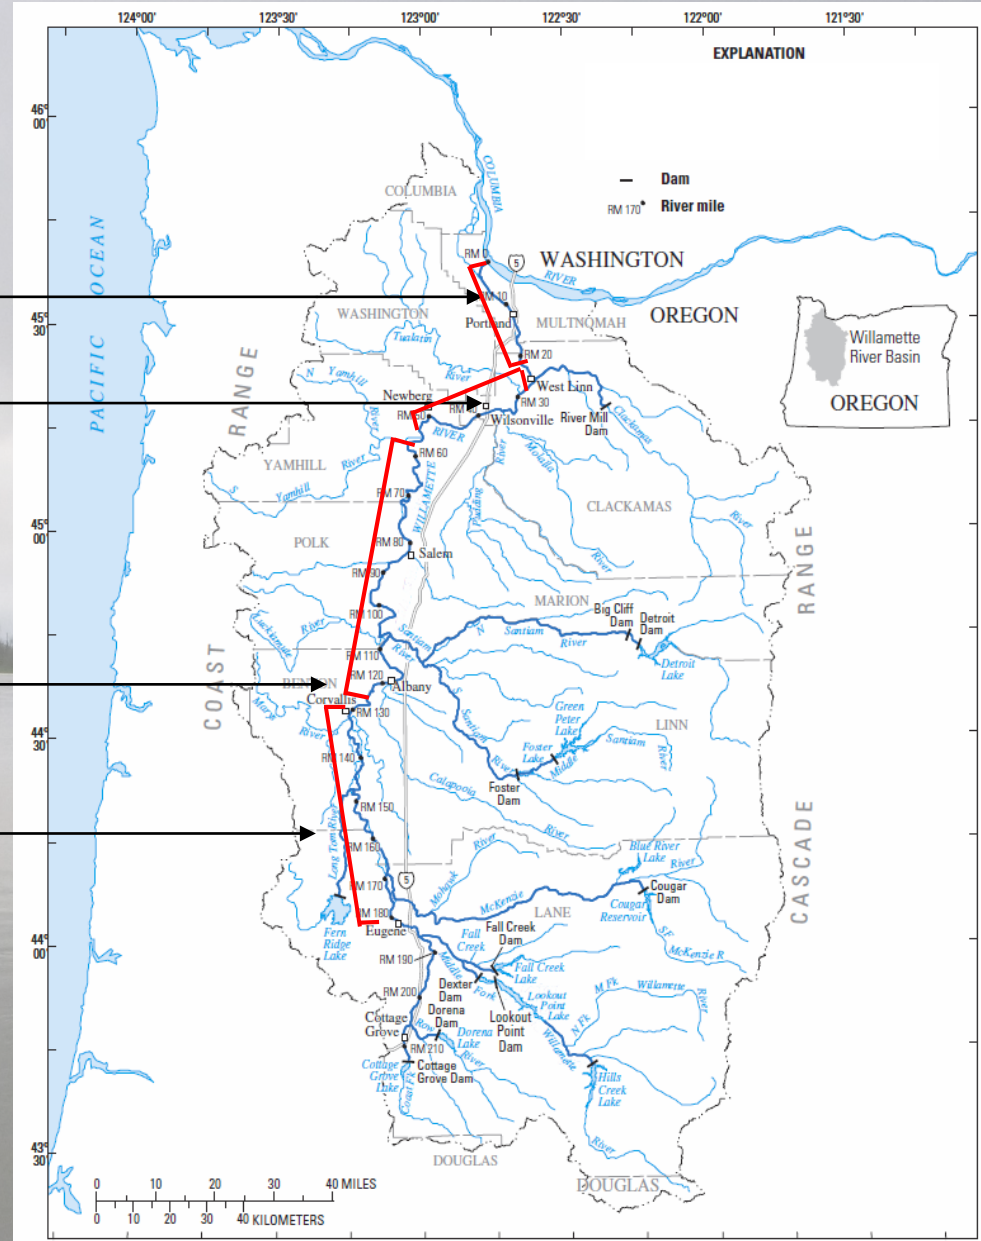 124°00'
123°30'
123°00'
122°30'
122°00'
121°30'
EXPLANATION
46°
00'
COLUMBIA
COLUMBIA
Dam
RM 170
River mile
PACIFIC OCEAN
RM 0
5
WASHINGTON
RIVER
RM 10
45°
30'
WASHINGTON
Portland
MULTNOMAH
OREGON
Tualatin
River
RM 20
Willamette
River Basin
OREGON
N Yamhill
River
West Linn
Newberg
RM 30
RANGE
Wilsonville
River Mill
Dam
Clackamas
River
RIVER
RM 60
YAMHILL
River
S Yamhill
River
Molalla
River
Pudding
RM 70
WILLAMETTE
CLACKAMAS
45°
00'
POLK
RM 80
Salem
RM 90
RANGE
MARION
RM 100
Big Cliff
Dam
Detroit
Dam
Luckiamute
River
Santiam
River
N Santiam
River
RM 110
Detroit
Lake
RM 120
Albany
BENTON
COAST
Corvallis
RM 130
Marys
River
S Santiam
River
Green
Peter
Lake
LINN
44°
30'
RM 140
Foster
Lake
Middle Santiam
River
Foster
Dam
Calapooia
River
RM 150
Long Tom River
RM 160
Mohawk
River
Blue River
Lake
River
CASCADE
RM 170
5
McKenzie
Cougar
Dam
Cougar
Reservoir
LANE
RM 180
Eugene
Fern
Ridge
Lake
44°
00'
Fall
Creek
Fall Creek
Dam
SF
McKenzie R
RM 190
Middle
Fork
Willamette
Fall Creek
Lake
Dexter
Dam
Lookout
Point
Lake
M Fk Willamette
River
RM 200
Dorena
Dam
Lookout
Point
Dam
N Fk
Cottage
Grove
Row
River
Dorena
Lake
RM 210
Cottage
Grove
Lake
Cottage
Grove Dam
Coast Fk
Hills
Creek
Lake
River
43°
30'
DOUGLAS
DOUGLAS
0 10 20 30 40 MILES
0 10 20 30 40 KILOMETERS